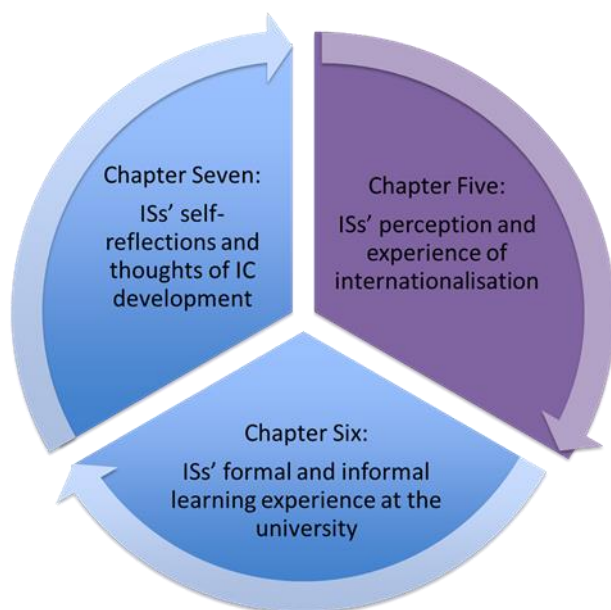 Chapter Seven:
ISs' self-
reflections and
thoughts of IC
development
Chapter Five:
ISs' perception and
experience of
internationalisation
Chapter Six:
ISs' formal and informal
learning experience at the
university